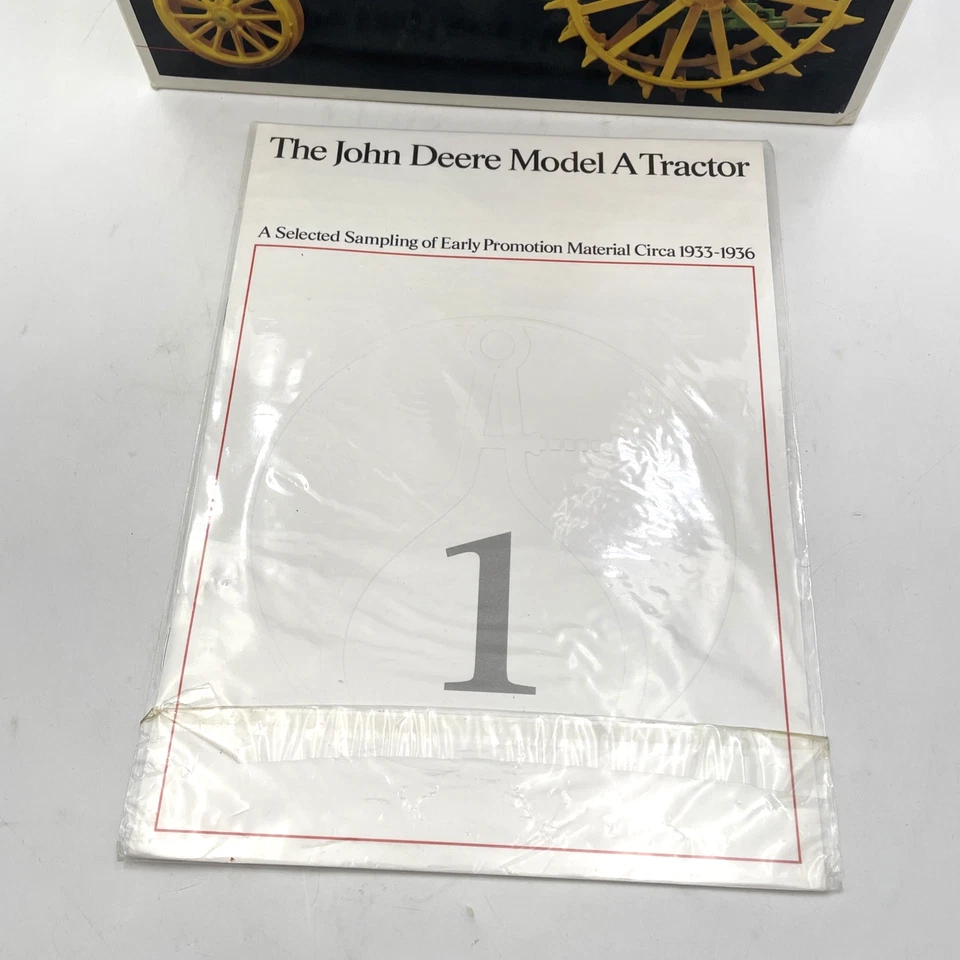 The John Deere Model A Tractor
A Selected Sampling of Early Promotion Material Circa 1933-1936
1